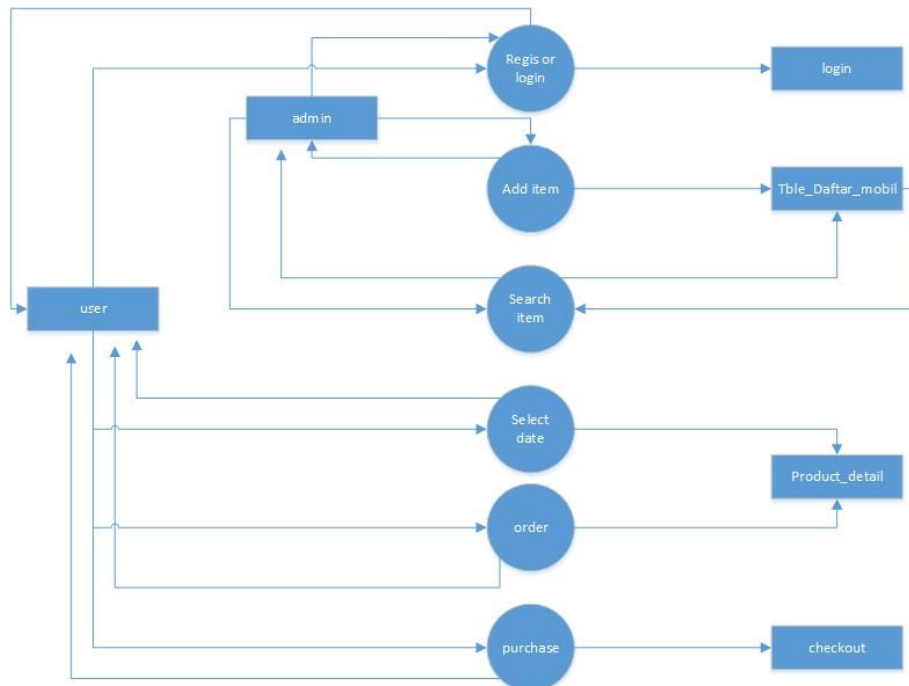 Regis or
login
login
admin
Add item
Tble_Daftar_mobil
user
Search
item
Select
date
Product_detail
order
purchase
checkout